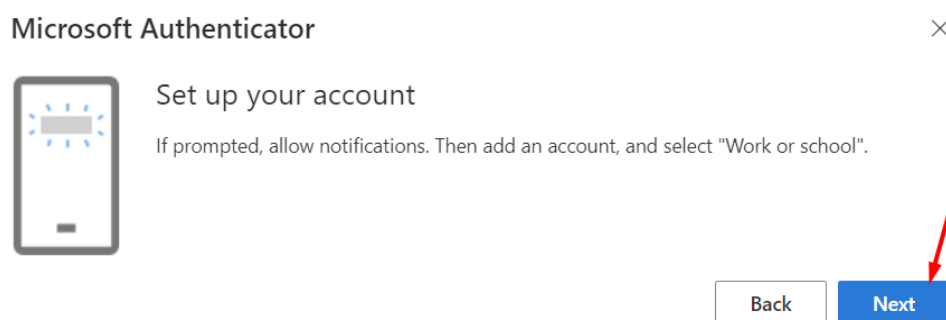 Microsoft Authenticator
Set up your account
If prompted, allow notifications. Then add an account, and select "Work or school".
Back
Next